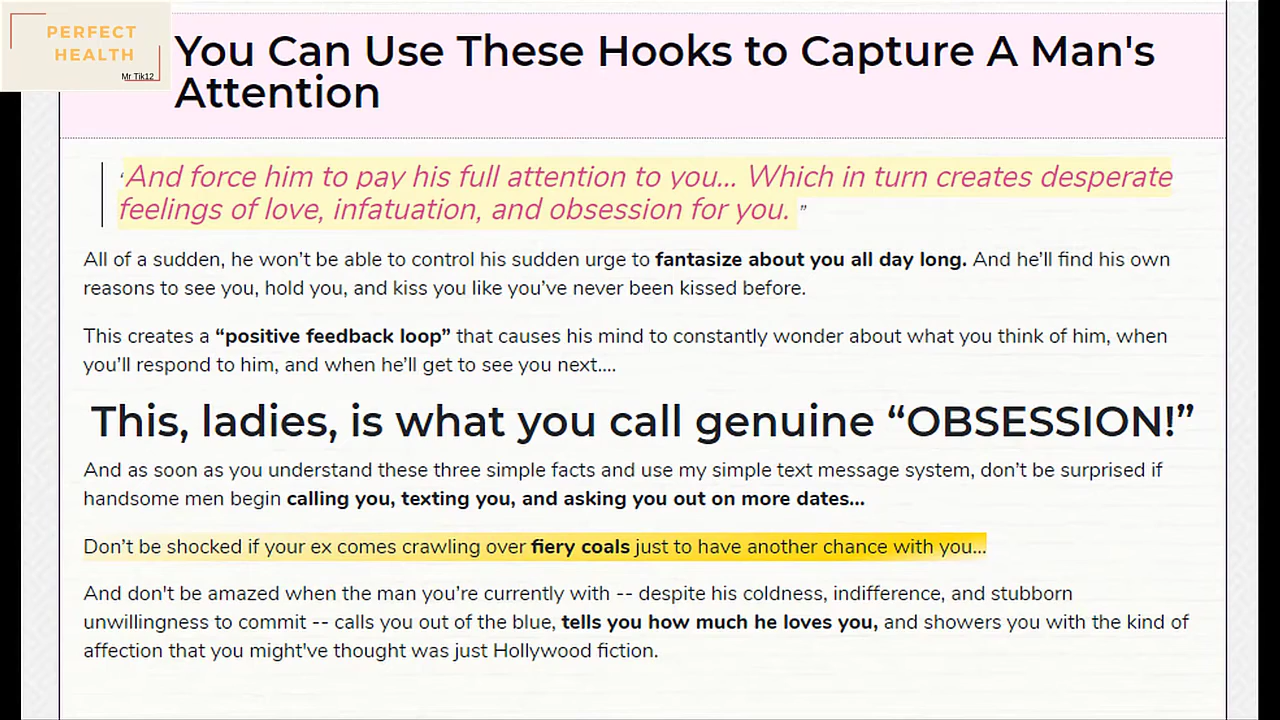 PERFECT
HEALTH
Mr Tik12
You Can Use These Hooks to Capture A Man's
Attention
‘And force him to pay his full attention to you... Which in turn creates desperate
feelings of love, infatuation, and obsession for you. ”
All of a sudden, he won’t be able to control his sudden urge to fantasize about you all day long. And he’ll find his own
reasons to see you, hold you, and kiss you like you’ve never been kissed before.
This creates a “positive feedback loop” that causes his mind to constantly wonder about what you think of him, when
you’ll respond to him, and when he’ll get to see you next....
This, ladies, is what you call genuine “OBSESSION!”
And as soon as you understand these three simple facts and use my simple text message system, don’t be surprised if
handsome men begin calling you, texting you, and asking you out on more dates...
Don’t be shocked if your ex comes crawling over fiery coals just to have another chance with you...
And don't be amazed when the man you’re currently with -- despite his coldness, indifference, and stubborn
unwillingness to commit -- calls you out of the blue, tells you how much he loves you, and showers you with the kind of
affection that you might've thought was just Hollywood fiction.